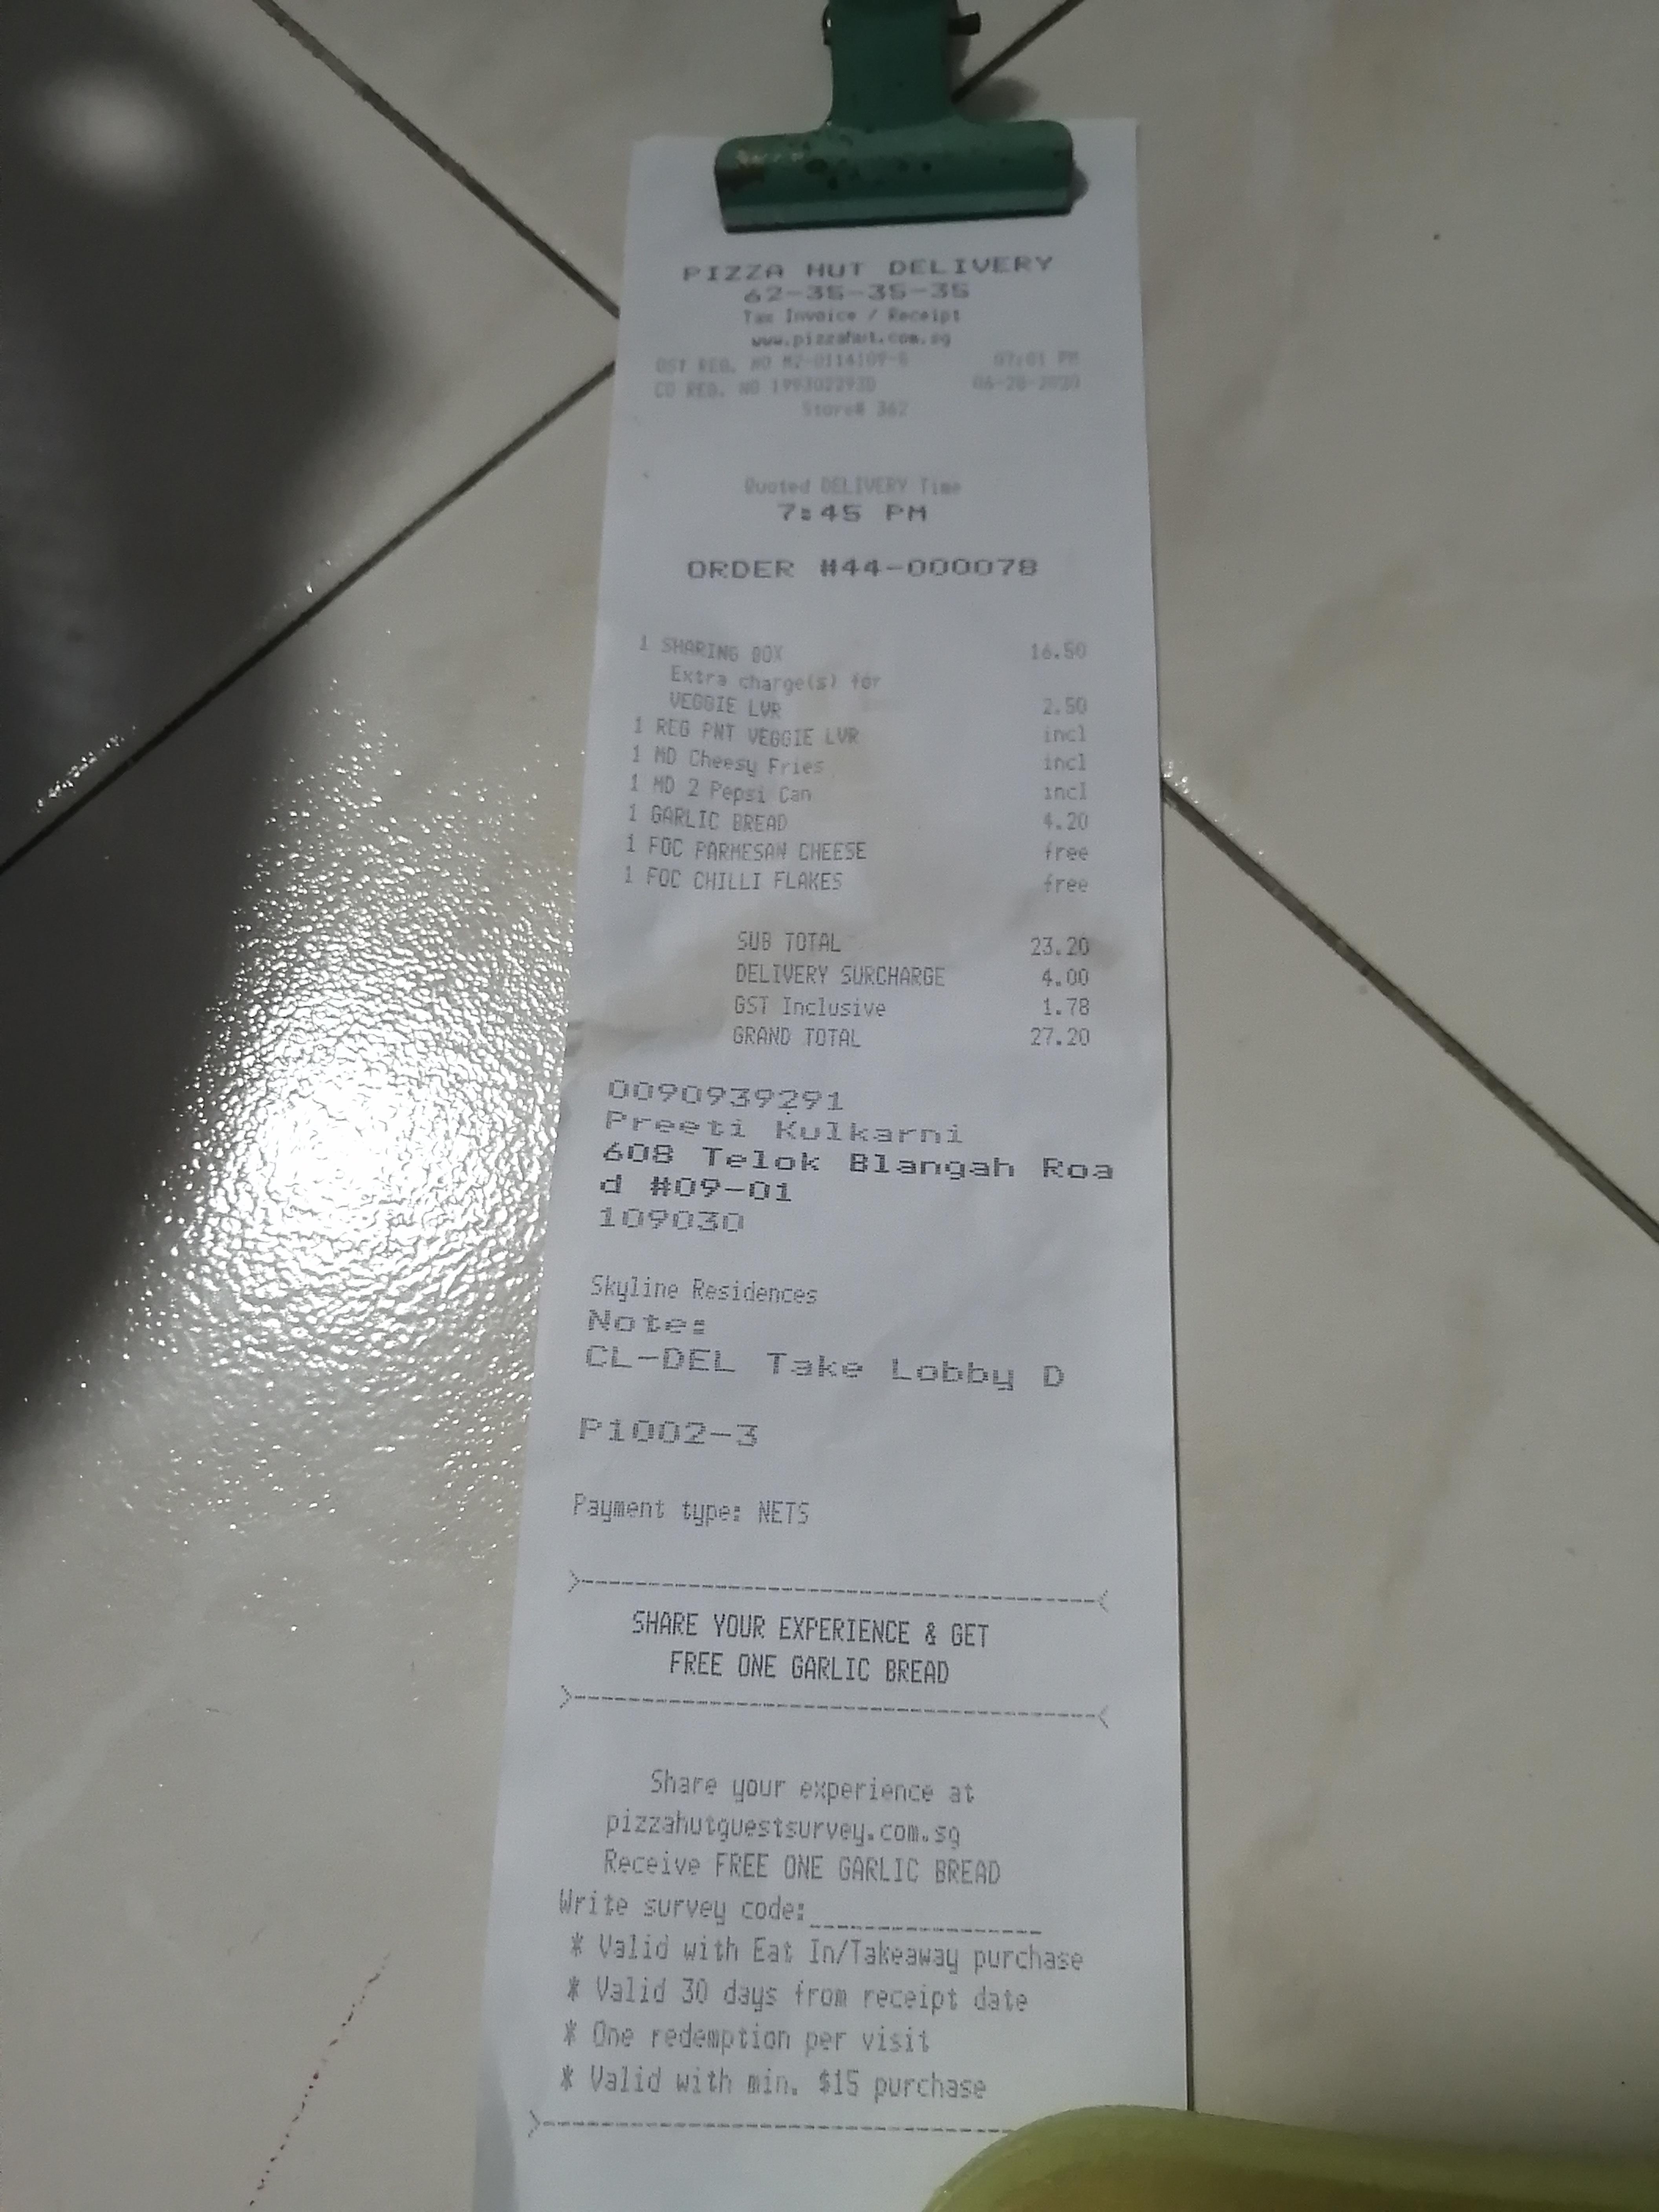 PIZZA HUT DELIVERY
62-35-35-35
Tax Invoice / Receipt
www.pizzahut.com.sg
GST REG. NO M2-0114109-8 07:01 PM
CO REG. NO 199302293D 06-28-2020
Store# 362
Quoted DELIVERY Time
7:45 PM
ORDER #44-000078
1 SHARING BOX 16.50
Extra charge(s) for
VEGGIE LVR 2.50
1 REG PNT VEGGIE LVR incl
1 MD Cheesy Fries incl
1 MD 2 Pepsi Can incl
1 GARLIC BREAD 4.20
1 FOC PARMESAN CHEESE free
1 FOC CHILLI FLAKES free
SUB TOTAL 23.20
DELIVERY SURCHARGE 4.00
GST Inclusive 1.78
GRAND TOTAL 27.20
0090939291
Preeti Kulkarni
608 Telok Blangah Roa
d #09-01
109030
Skyline Residences
Note:
CL-DEL Take Lobby D
P1002-3
Payment type: NETS
>--------------------------------------<
SHARE YOUR EXPERIENCE & GET
FREE ONE GARLIC BREAD
>--------------------------------------<
Share your experience at
pizzahutguestsurvey.com.sg
Receive FREE ONE GARLIC BREAD
Write survey code:_____________
* Valid with Eat In/Takeaway purchase
* Valid 30 days from receipt date
* One redemption per visit
* Valid with min. $15 purchase